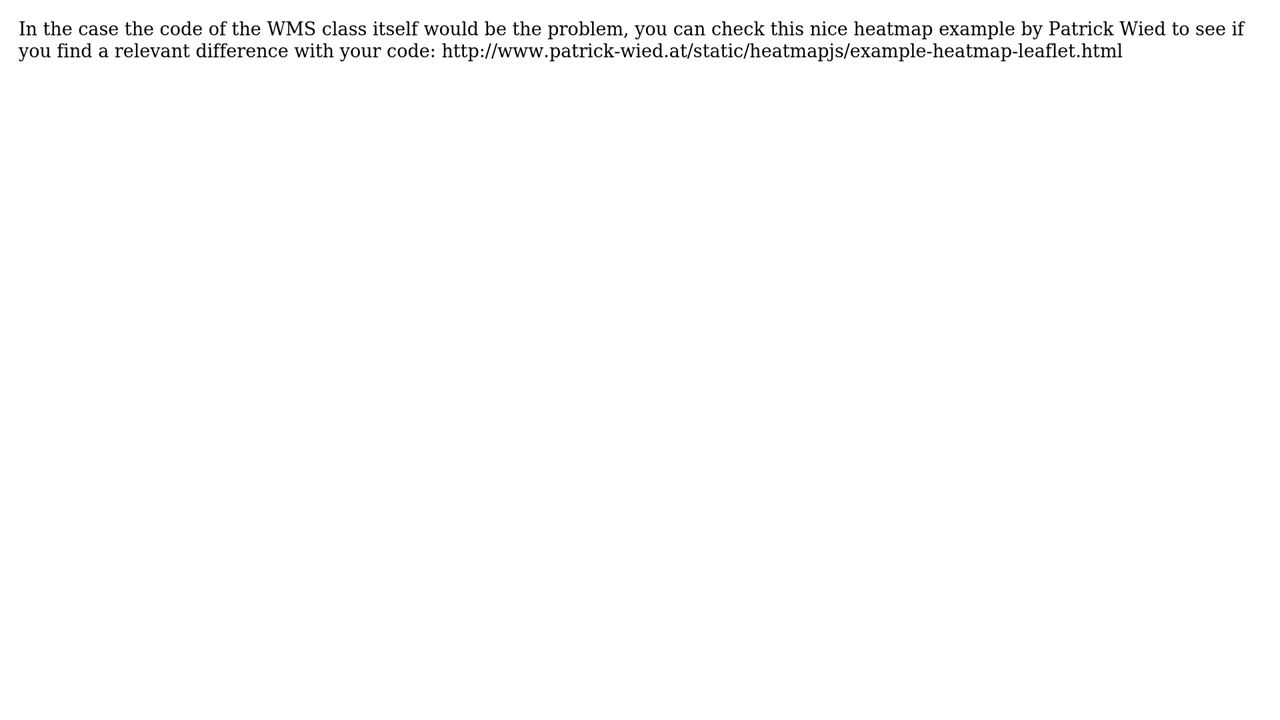 In the case the code of the WMS class itself would be the problem, you can check this nice heatmap example by Patrick Wied to see if
you find a relevant difference with your code: http://www.patrick-wied.at/static/heatmapjs/example-heatmap-leaflet.html